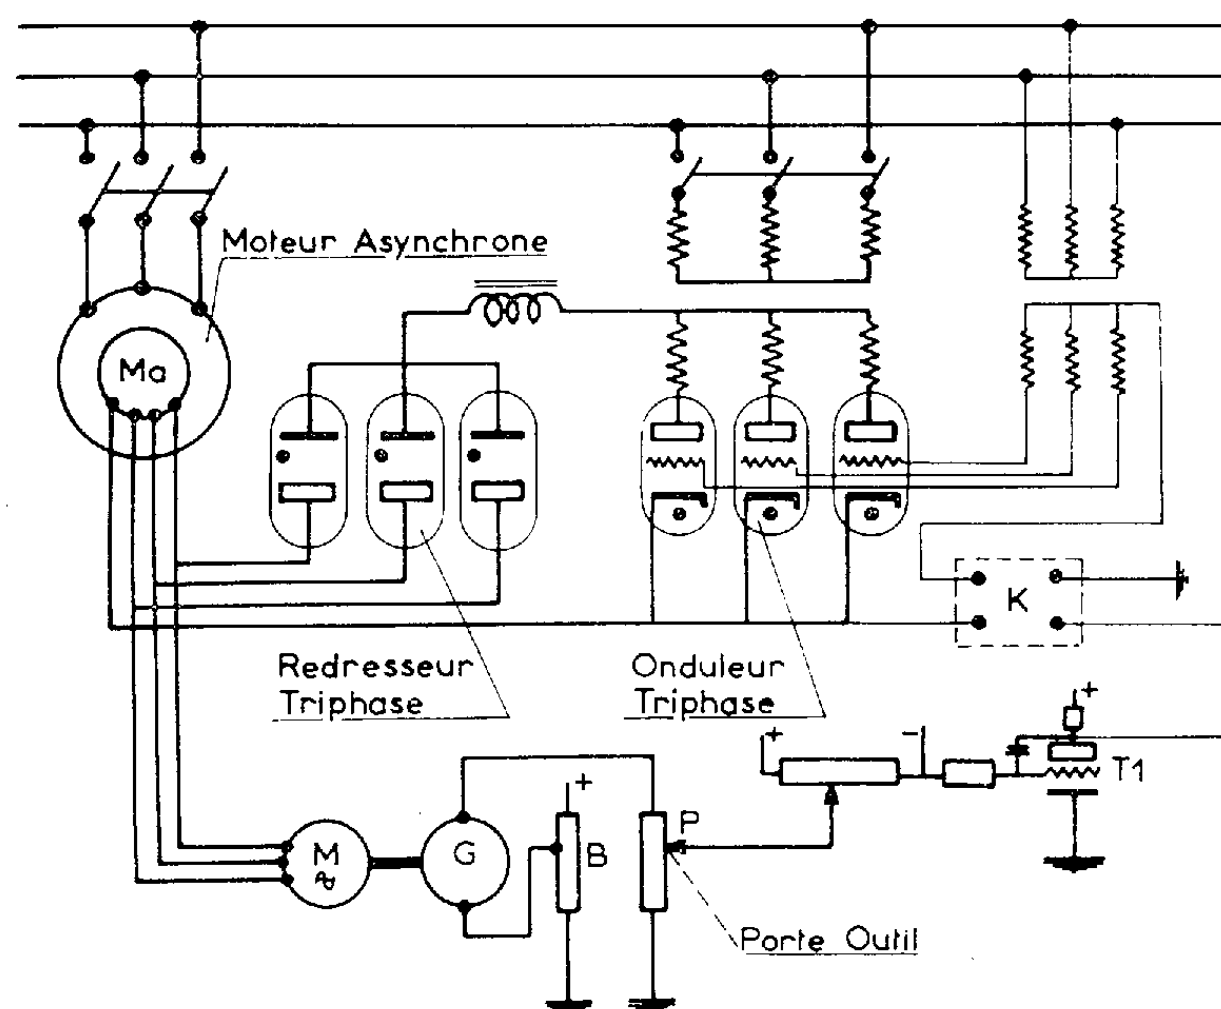 Moteur Asynchrone
Ma
K
Redresseur
Triphase
Onduleur
Triphase
+
+
-
T1
+
P
M
G
B
Porte Outil